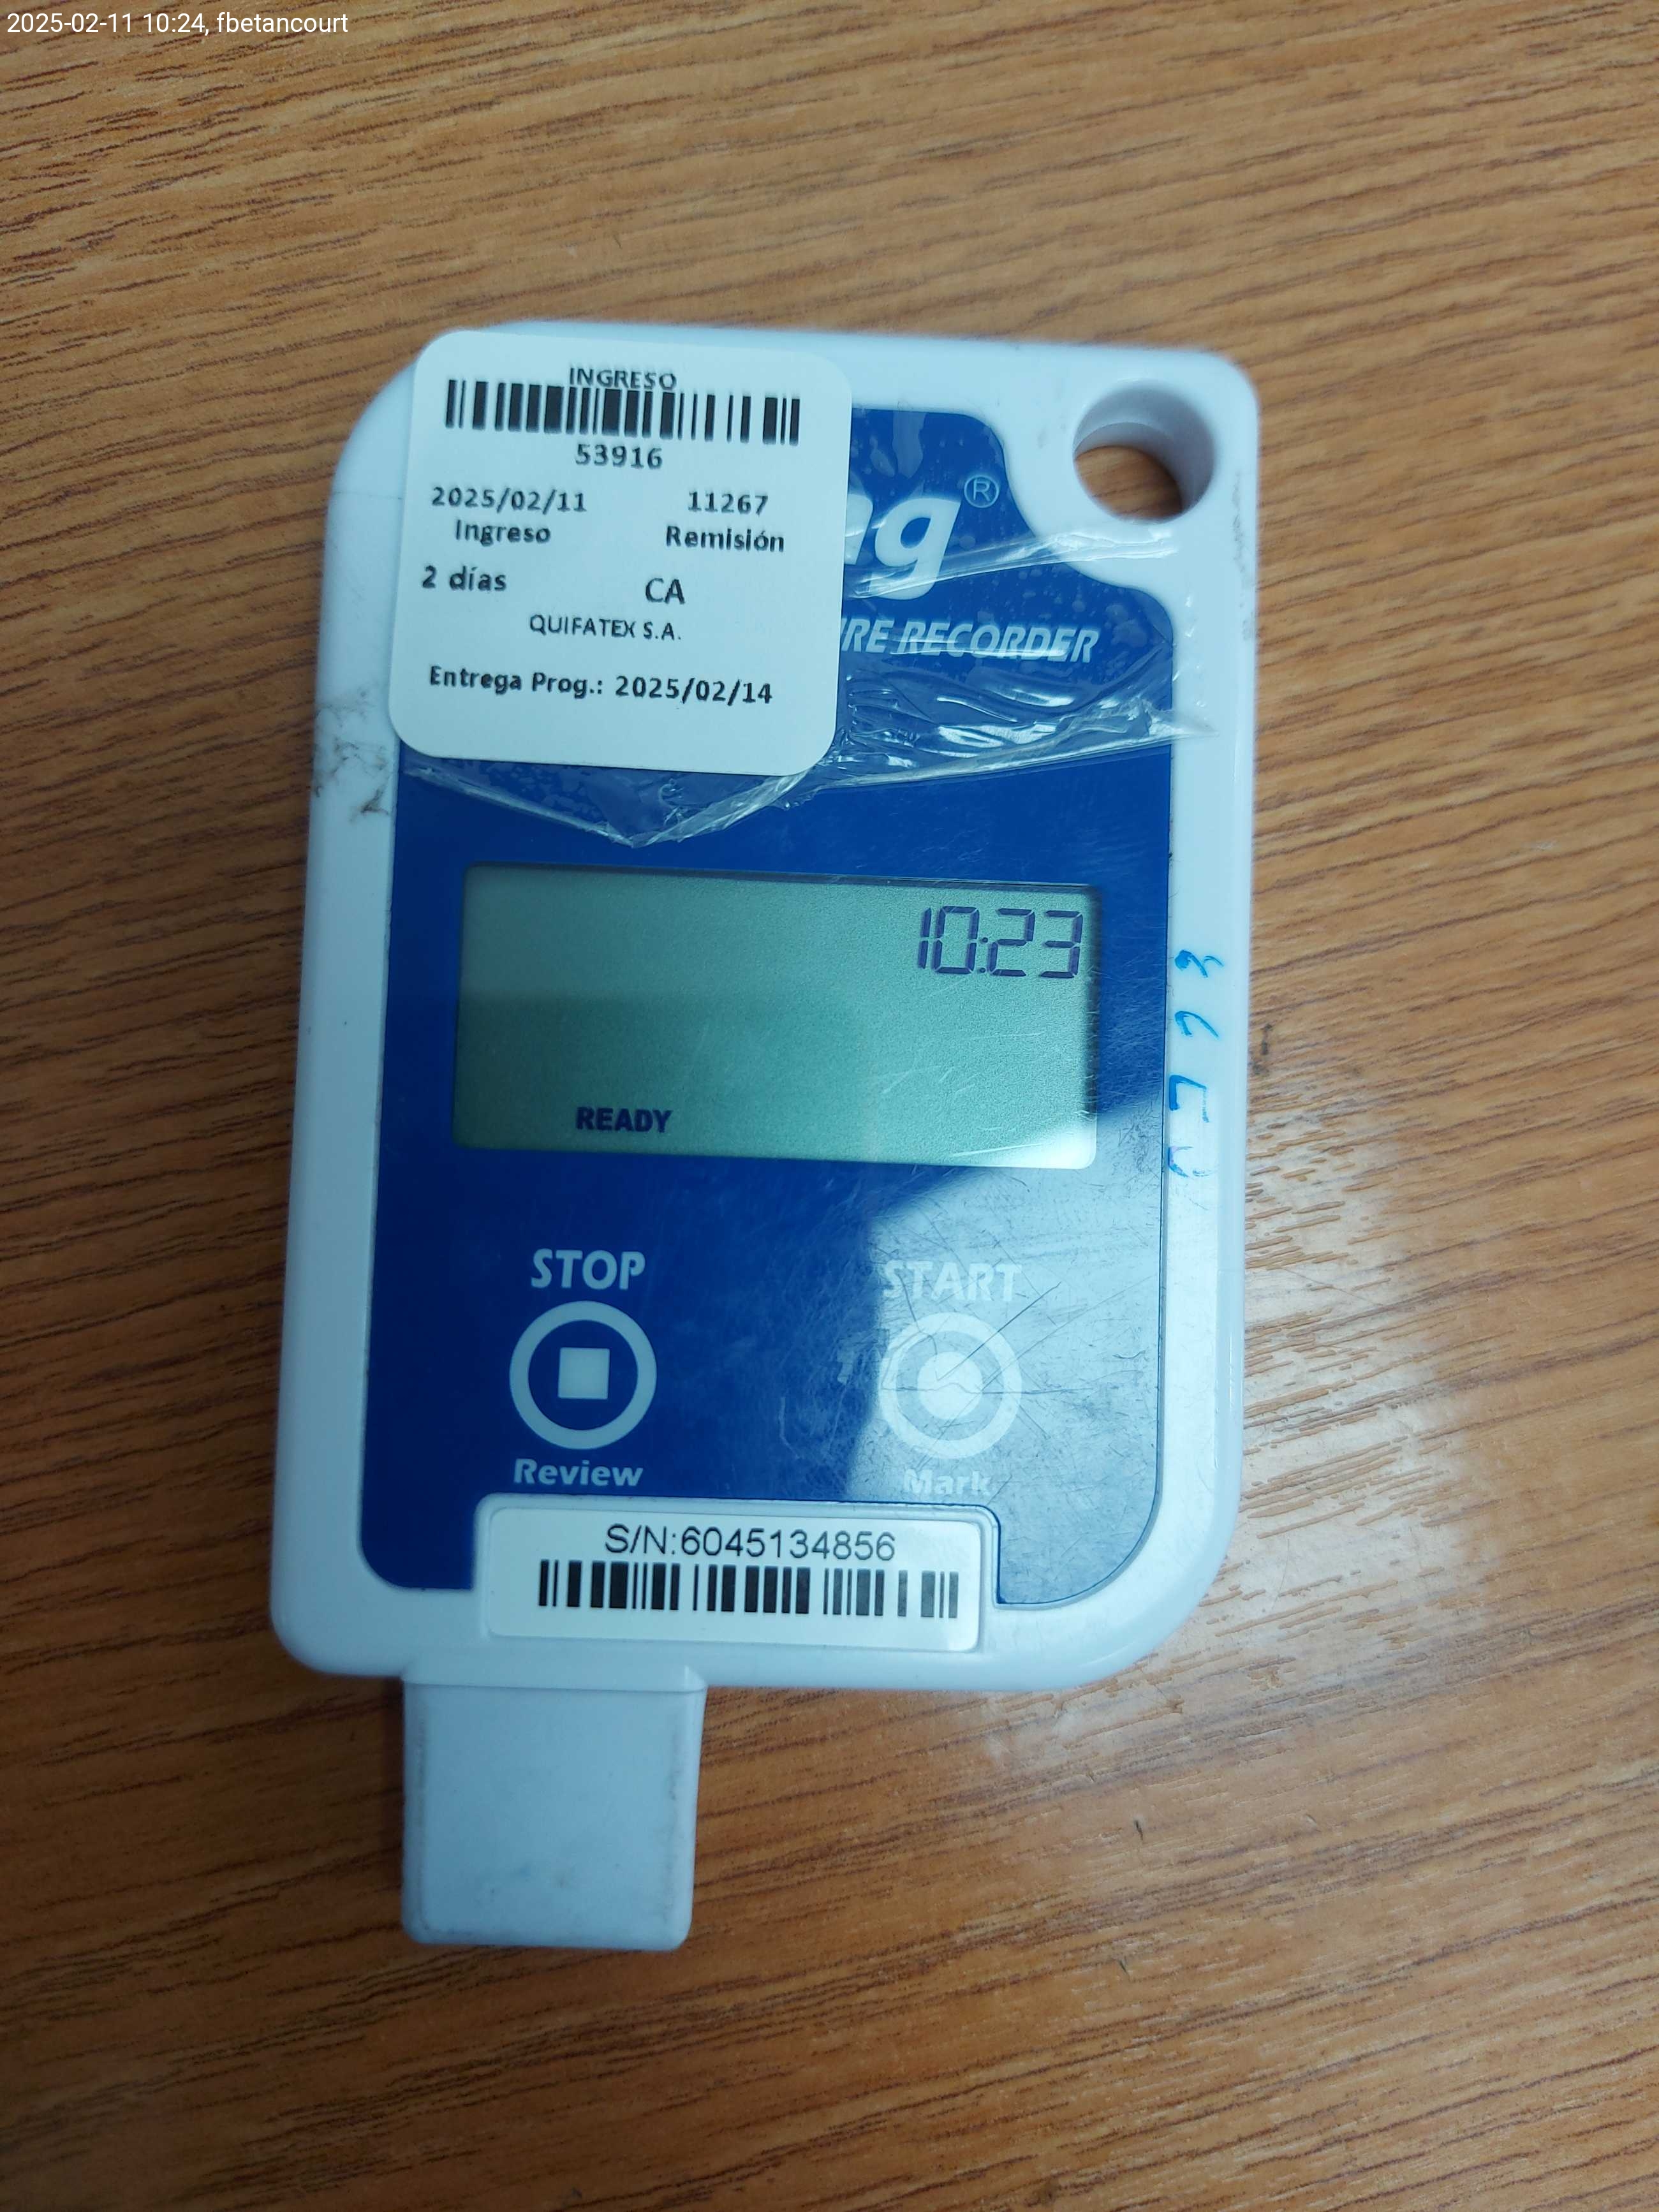 2025-02-11 10:24, fbetancourt
INGRESO
53916
2025/02/11 11267
Ingreso Remisión
2 días CA
QUIFATEX S.A.
Entrega Prog.: 2025/02/14
®
RECORDER
10:23
READY
STOP START
Review Mark
S/N:6045134856